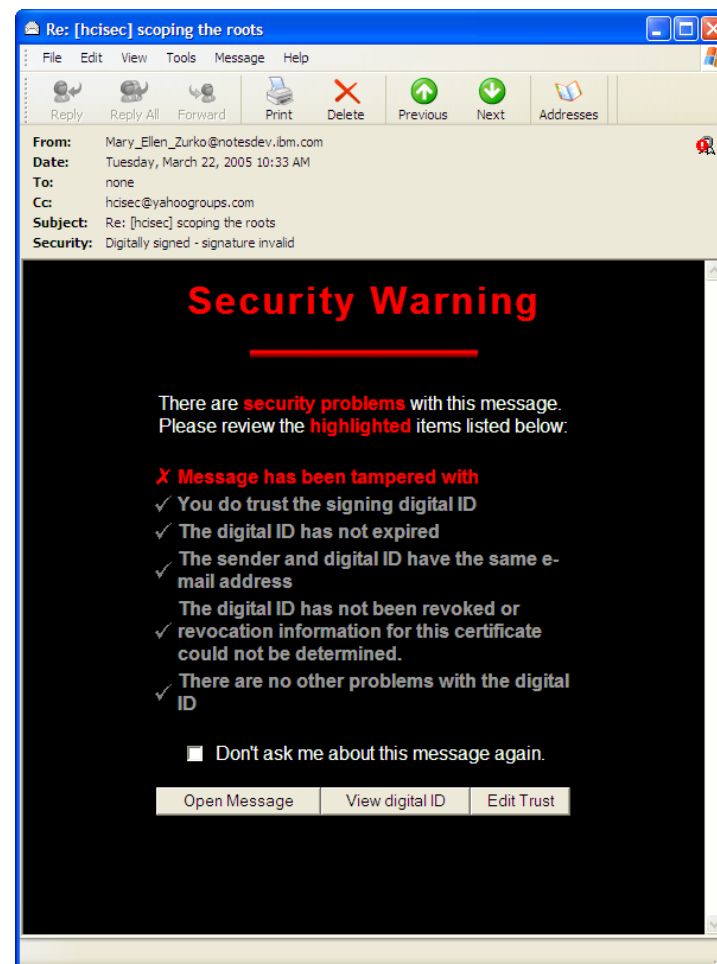 Re: [hcisec] scoping the roots
File Edit View Tools Message Help
Reply Reply All Forward Print Delete Previous Next Addresses
From: Mary_Ellen_Zurko@notesdev.ibm.com
Date: Tuesday, March 22, 2005 10:33 AM
To: none
Cc: hcisec@yahoogroups.com
Subject: Re: [hcisec] scoping the roots
Security: Digitally signed - signature invalid
Security Warning
There are security problems with this message.
Please review the highlighted items listed below:
✗ Message has been tampered with
✓ You do trust the signing digital ID
✓ The digital ID has not expired
✓ The sender and digital ID have the same e-
mail address
The digital ID has not been revoked or
✓ revocation information for this certificate
could not be determined.
✓ There are no other problems with the digital
ID
Don't ask me about this message again.
Open Message View digital ID Edit Trust